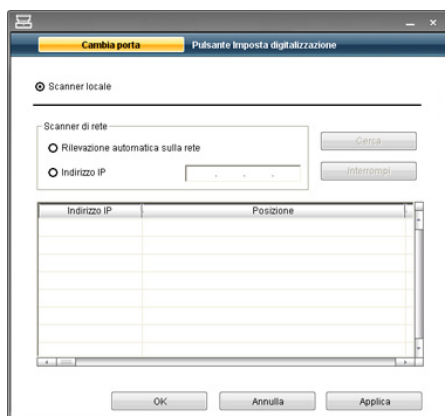 Cambia porta Pulsante Imposta digitalizzazione
Scanner locale
Scanner di rete
Rilevazione automatica sulla rete
Cerca
Indirizzo IP . . .
Interrompi
Indirizzo IP Posizione
OK Annulla Applica